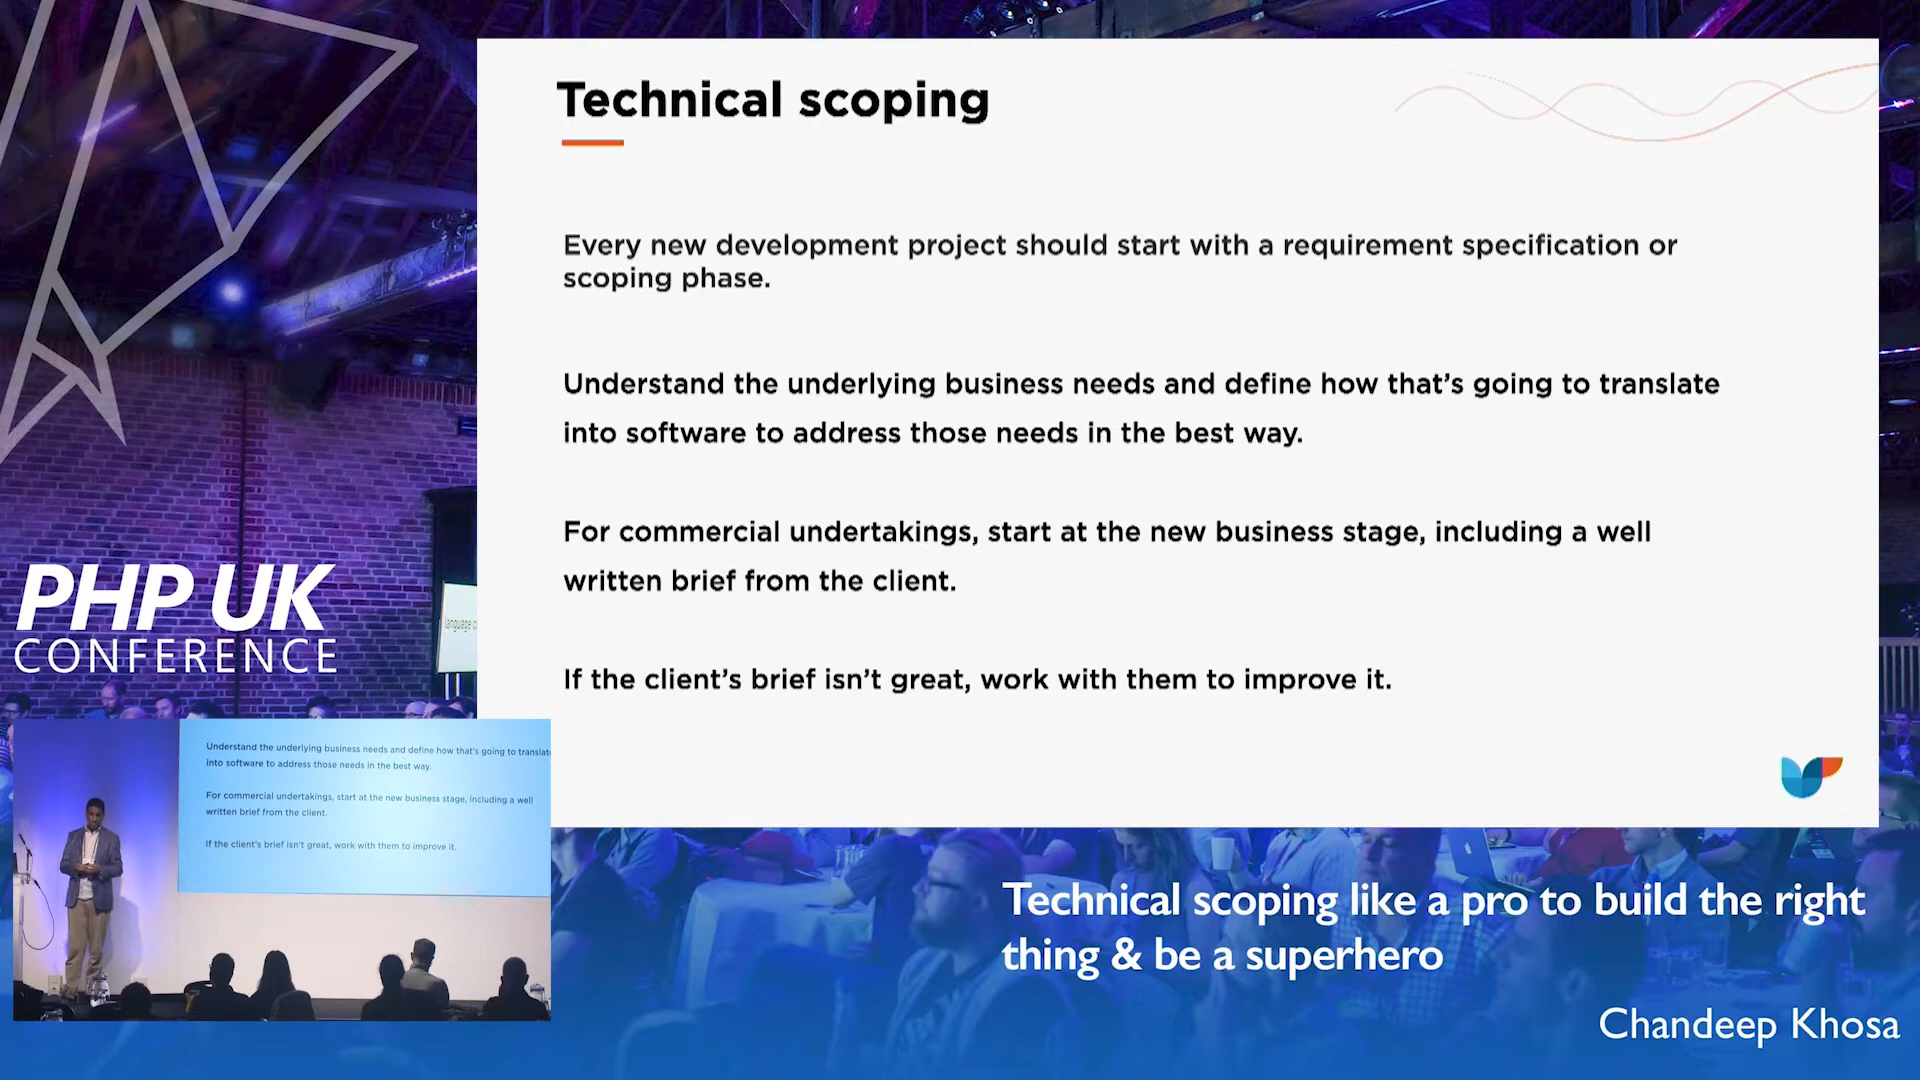 Technical scoping
Every new development project should start with a requirement specification or
scoping phase.
Understand the underlying business needs and define how that's going to translate
into software to address those needs in the best way.
For commercial undertakings, start at the new business stage, including a well
written brief from the client.
If the client's brief isn't great, work with them to improve it.
PHP UK
CONFERENCE
language
Understand the underlying business needs and define how that's going to translate
into software to address those needs in the best way.
For commercial undertakings, start at the new business stage, including a well
written brief from the client.
If the client's brief isn't great, work with them to improve it.
Technical scoping like a pro to build the right
thing & be a superhero
Chandeep Khosa